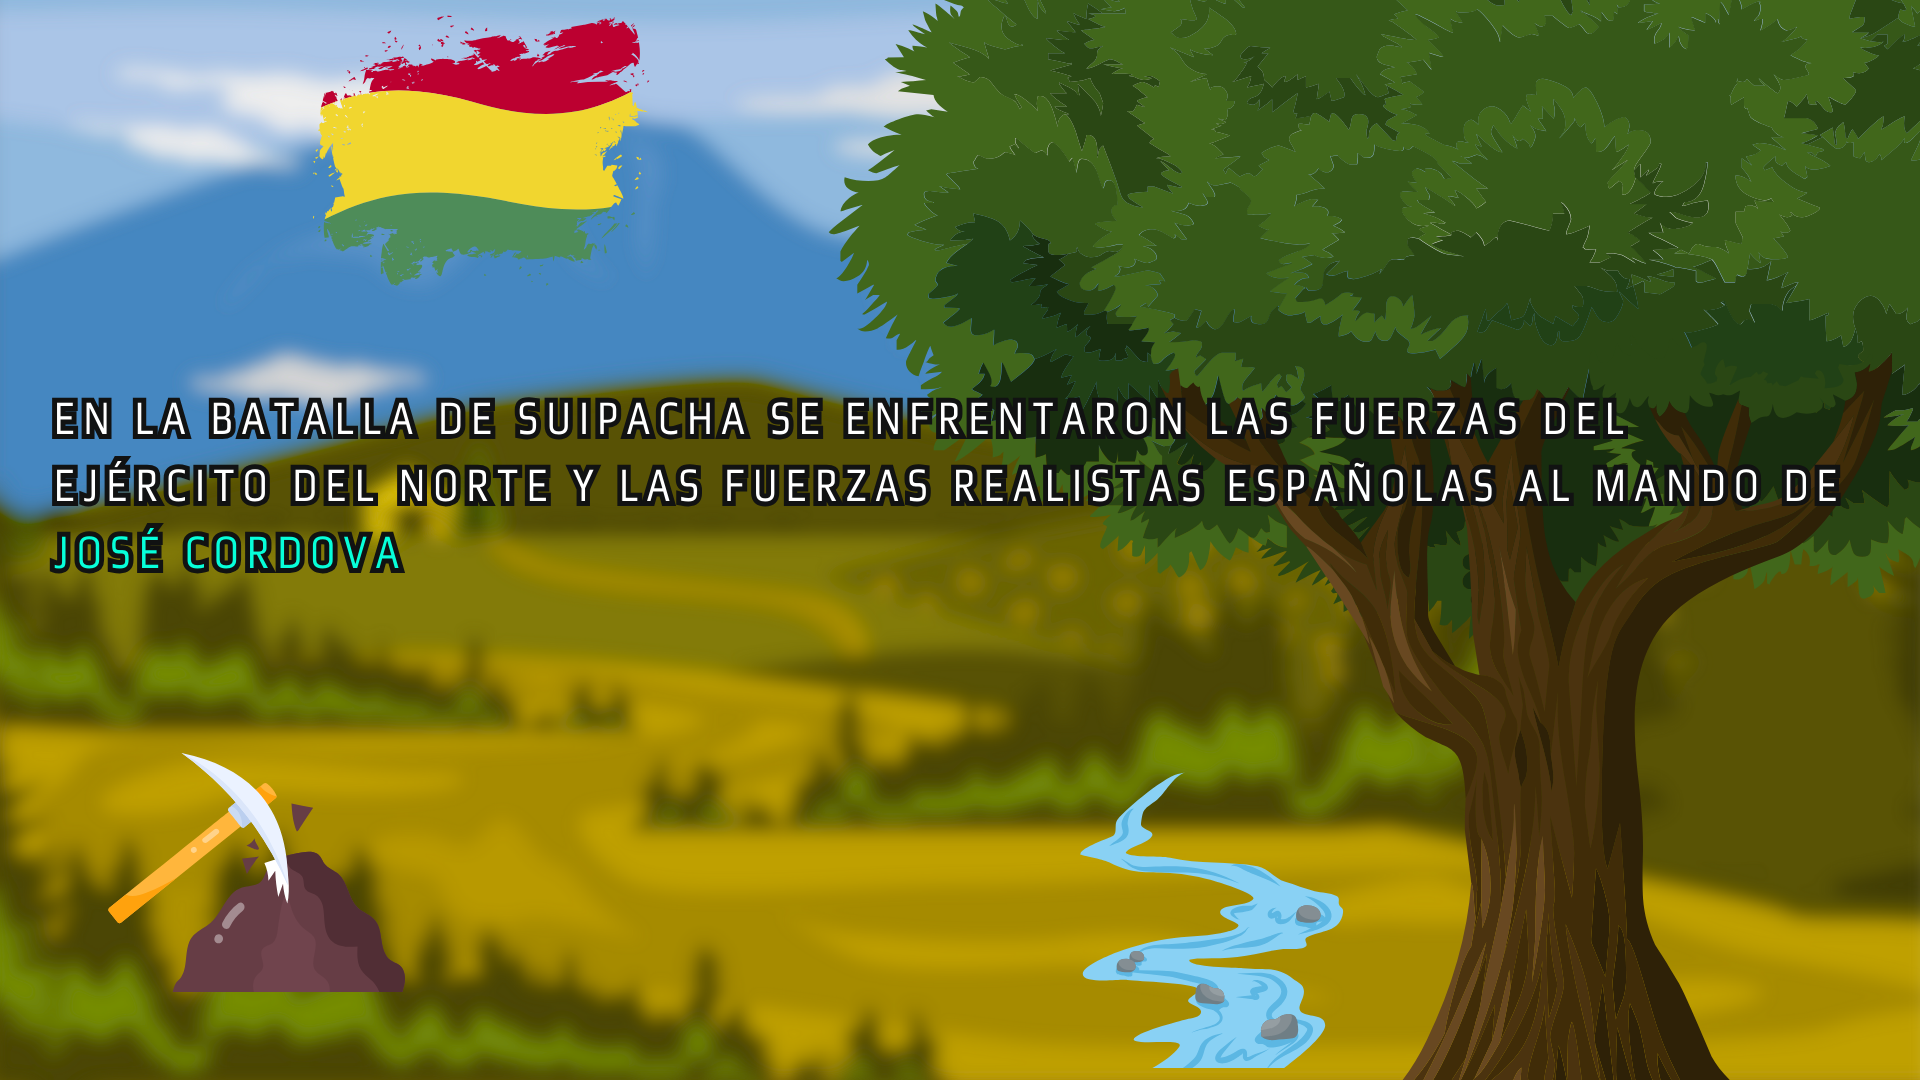 EN LA BATALLA DE SUIPACHA SE ENFRENTARON LAS FUERZAS DEL
EJÉRCITO DEL NORTE Y LAS FUERZAS REALISTAS ESPAÑOLAS AL MANDO DE
JOSÉ CORDOVA